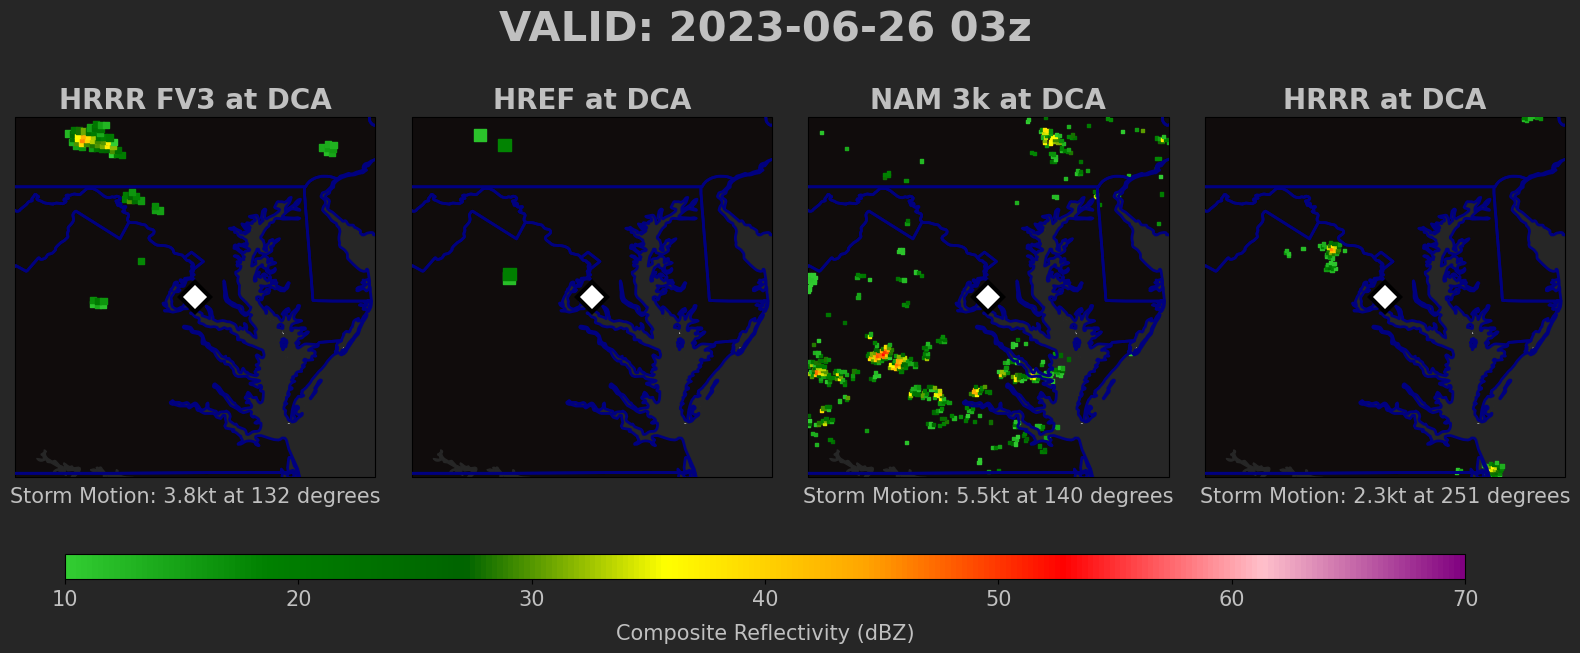 VALID: 2023-06-26 03z
HRRR FV3 at DCA
HREF at DCA
NAM 3k at DCA
HRRR at DCA
Storm Motion: 3.8kt at 132 degrees
Storm Motion: 5.5kt at 140 degrees
Storm Motion: 2.3kt at 251 degrees
10 20 30 40 50 60 70
Composite Reflectivity (dBZ)